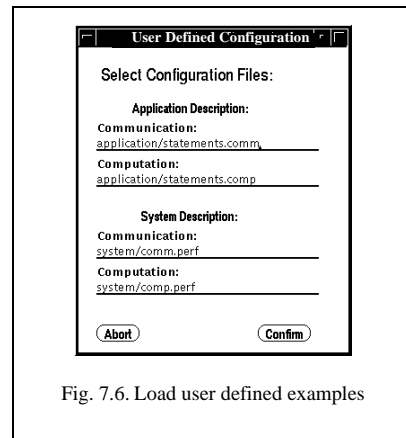 User Defined Configuration
Select Configuration Files:
Application Description:
Communication:
application/statements.comm
Computation:
application/statements.comp
System Description:
Communication:
system/comm.perf
Computation:
system/comp.perf
Abort Confirm
Fig. 7.6. Load user defined examples